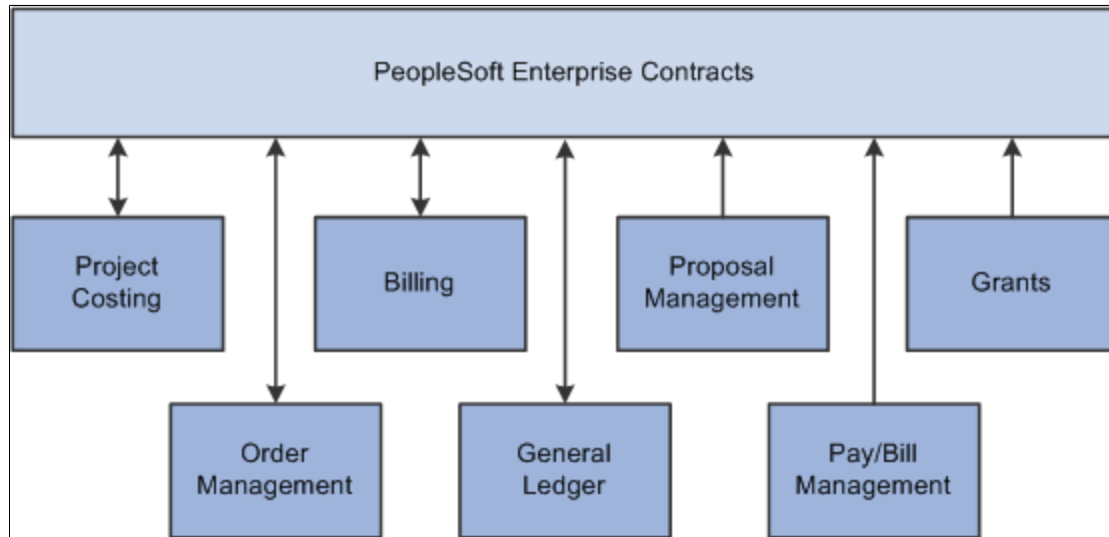 PeopleSoft Enterprise Contracts
Project
Costing
Billing
Proposal
Management
Grants
Order
Management
General
Ledger
Pay/Bill
Management